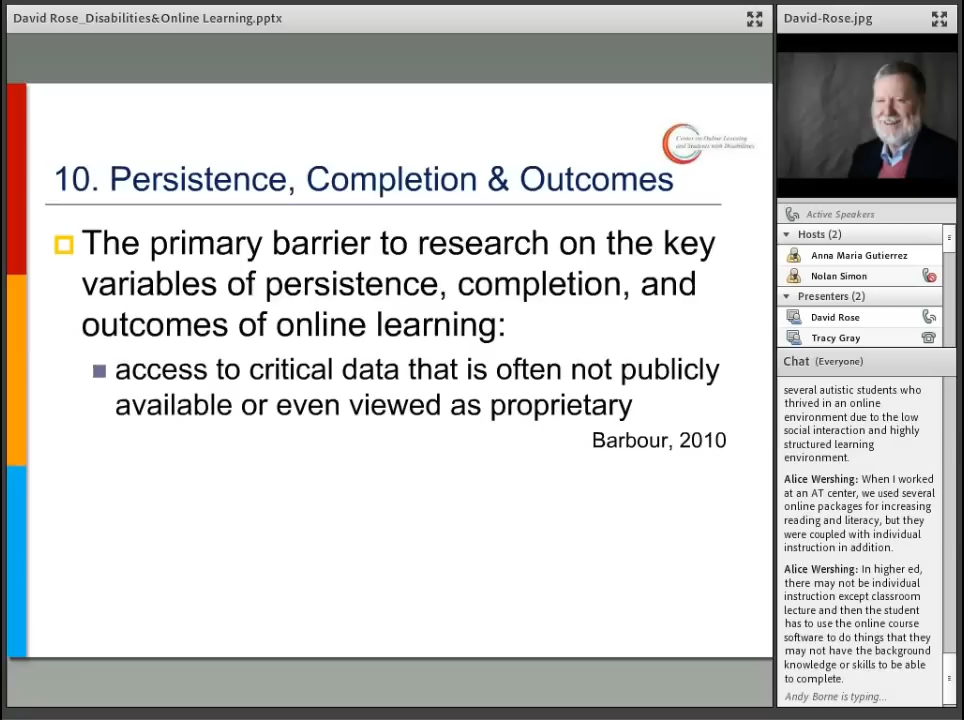 David Rose_Disabilities&Online Learning.pptx
Center on Online Learning
and Students with Disabilities
10. Persistence, Completion & Outcomes
The primary barrier to research on the key
variables of persistence, completion, and
outcomes of online learning:
access to critical data that is often not publicly
available or even viewed as proprietary
Barbour, 2010
David-Rose.jpg
Active Speakers
Hosts (2)
Anna Maria Gutierrez
Nolan Simon
Presenters (2)
David Rose
Tracy Gray
Chat (Everyone)
several autistic students who
thrived in an online
environment due to the low
social interaction and highly
structured learning
environment.
Alice Wershing: When I worked
at an AT center, we used several
online packages for increasing
reading and literacy, but they
were coupled with individual
instruction in addition.
Alice Wershing: In higher ed,
there may not be individual
instruction except classroom
lecture and then the student
has to use the online course
software to do things that they
may not have the background
knowledge or skills to be able
to complete.
Andy Borne is typing...